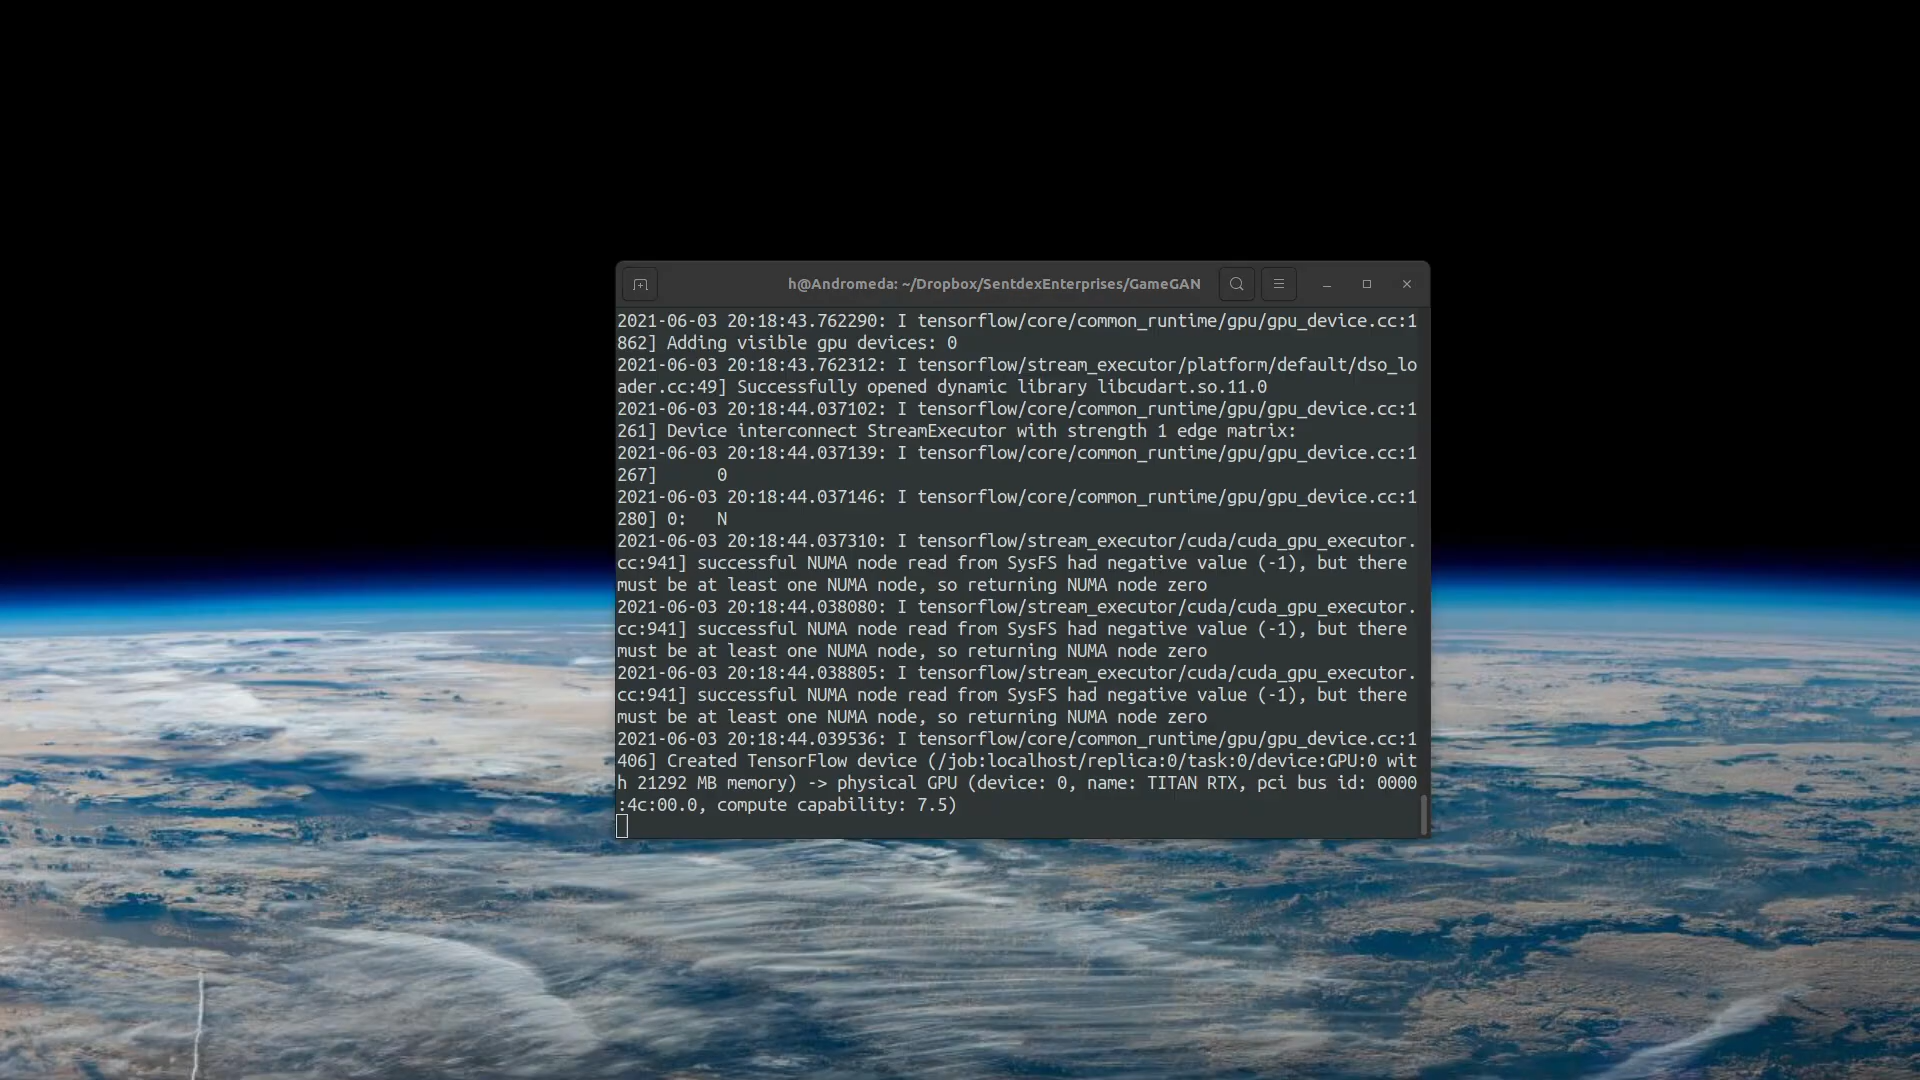 h@Andromeda: ~/Dropbox/SentdexEnterprises/GameGAN
2021-06-03 20:18:43.762290: I tensorflow/core/common_runtime/gpu/gpu_device.cc:1
862] Adding visible gpu devices: 0
2021-06-03 20:18:43.762312: I tensorflow/stream_executor/platform/default/dso_lo
ader.cc:49] Successfully opened dynamic library libcudart.so.11.0
2021-06-03 20:18:44.037102: I tensorflow/core/common_runtime/gpu/gpu_device.cc:1
261] Device interconnect StreamExecutor with strength 1 edge matrix:
2021-06-03 20:18:44.037139: I tensorflow/core/common_runtime/gpu/gpu_device.cc:1
267]      0
2021-06-03 20:18:44.037146: I tensorflow/core/common_runtime/gpu/gpu_device.cc:1
280] 0:   N
2021-06-03 20:18:44.037310: I tensorflow/stream_executor/cuda/cuda_gpu_executor.
cc:941] successful NUMA node read from SysFS had negative value (-1), but there
must be at least one NUMA node, so returning NUMA node zero
2021-06-03 20:18:44.038080: I tensorflow/stream_executor/cuda/cuda_gpu_executor.
cc:941] successful NUMA node read from SysFS had negative value (-1), but there
must be at least one NUMA node, so returning NUMA node zero
2021-06-03 20:18:44.038805: I tensorflow/stream_executor/cuda/cuda_gpu_executor.
cc:941] successful NUMA node read from SysFS had negative value (-1), but there
must be at least one NUMA node, so returning NUMA node zero
2021-06-03 20:18:44.039536: I tensorflow/core/common_runtime/gpu/gpu_device.cc:1
406] Created TensorFlow device (/job:localhost/replica:0/task:0/device:GPU:0 wit
h 21292 MB memory) -> physical GPU (device: 0, name: TITAN RTX, pci bus id: 0000
:4c:00.0, compute capability: 7.5)